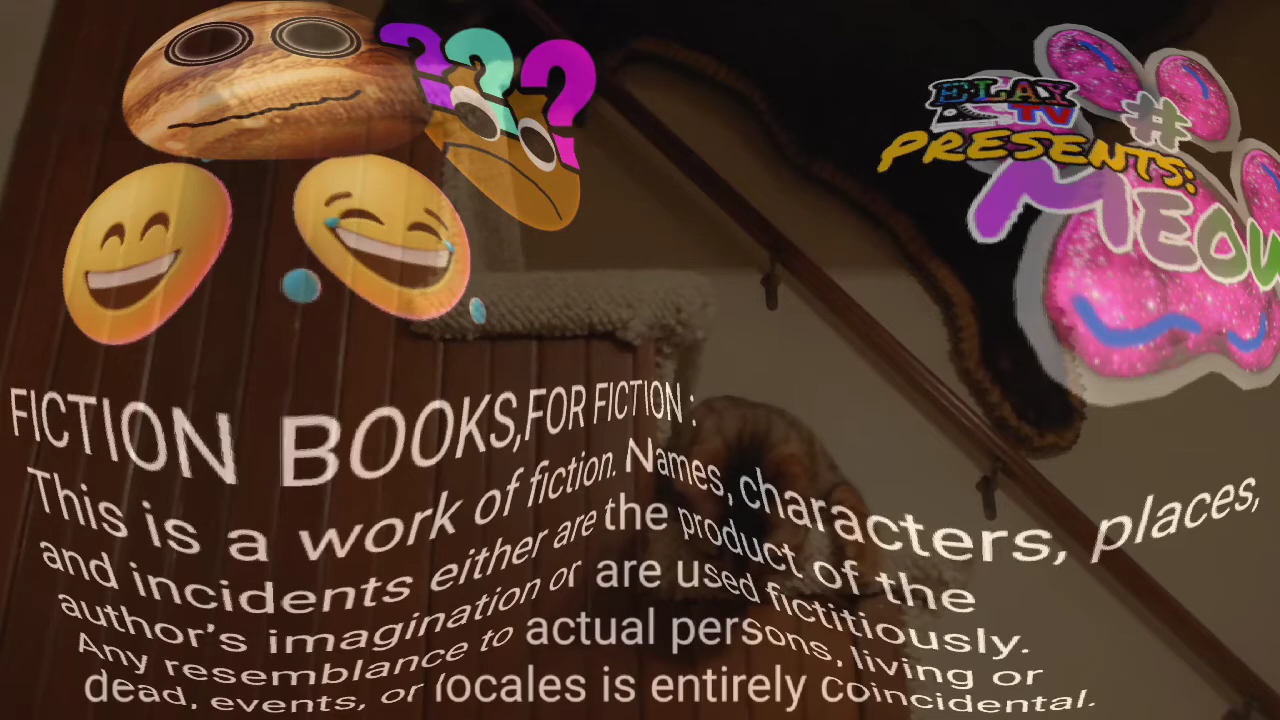 ???
ELAY
TV
PRESENTS:
#
MEOW
FICTION BOOKS,FOR FICTION :
This is a work of fiction. Names, characters, places,
and incidents either are the product of the
author's imagination or are used fictitiously.
Any resemblance to actual persons, living or
dead, events, or locales is entirely coincidental.